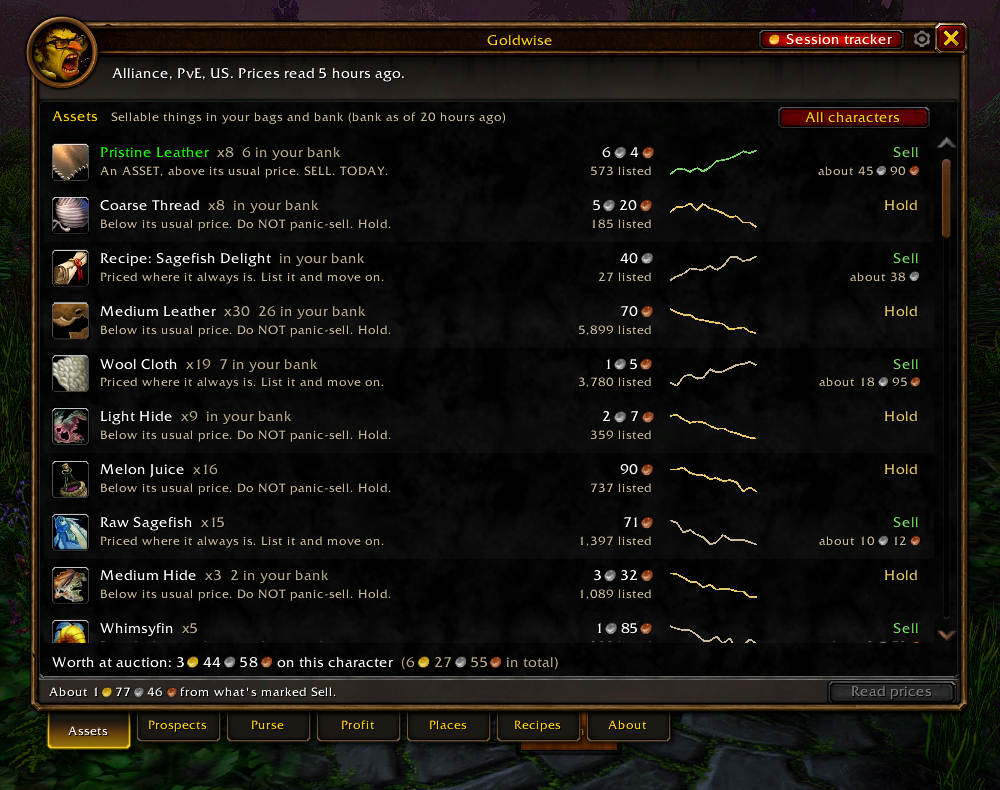 Goldwise
Session tracker
Alliance, PvE, US. Prices read 5 hours ago.
Assets Sellable things in your bags and bank (bank as of 20 hours ago)
All characters
Pristine Leather x8 6 in your bank 6 4 Sell
An ASSET, above its usual price. SELL. TODAY. 573 listed about 45 90
Coarse Thread x8 in your bank 5 20 Hold
Below its usual price. Do NOT panic-sell. Hold. 185 listed
Recipe: Sagefish Delight in your bank 40 Sell
Priced where it always is. List it and move on. 27 listed about 38
Medium Leather x30 26 in your bank 70 Hold
Below its usual price. Do NOT panic-sell. Hold. 5,899 listed
Wool Cloth x19 7 in your bank 1 5 Sell
Priced where it always is. List it and move on. 3,780 listed about 18 95
Light Hide x9 in your bank 2 7 Hold
Below its usual price. Do NOT panic-sell. Hold. 359 listed
Melon Juice x16 90 Hold
Below its usual price. Do NOT panic-sell. Hold. 737 listed
Raw Sagefish x15 71 Sell
Priced where it always is. List it and move on. 1,397 listed about 10 12
Medium Hide x3 2 in your bank 3 32 Hold
Below its usual price. Do NOT panic-sell. Hold. 1,089 listed
Whimsyfin x5 1 85 Sell
Worth at auction: 3 44 58 on this character (6 27 55 in total)
About 1 77 46 from what's marked Sell.
Read prices
Assets Prospects Purse Profit Places Recipes About